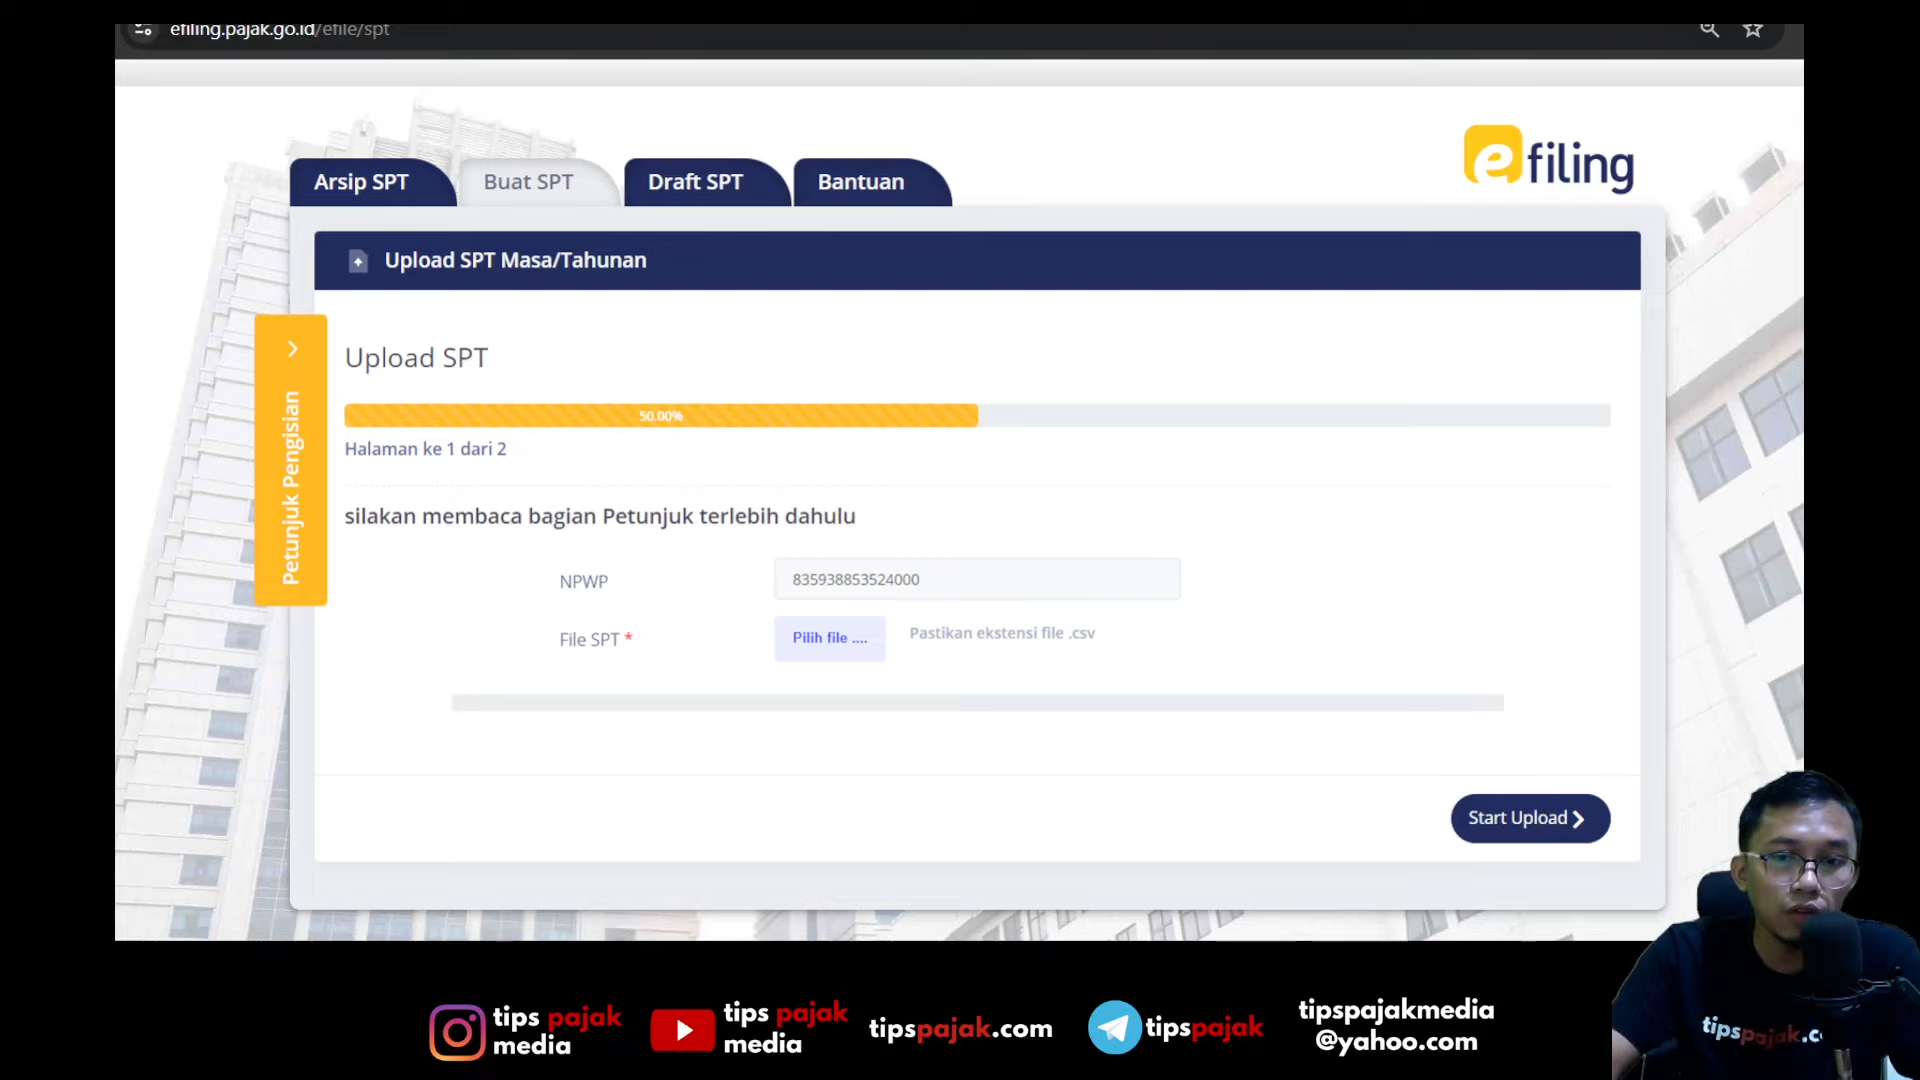 efiling.pajak.go.id/efile/spt
Arsip SPT
Buat SPT
Draft SPT
Bantuan
efiling
Upload SPT Masa/Tahunan
Petunjuk Pengisian
Upload SPT
50.00%
Halaman ke 1 dari 2
silakan membaca bagian Petunjuk terlebih dahulu
NPWP
835938853524000
File SPT *
Pilih file ....
Pastikan ekstensi file .csv
Start Upload
tips pajak
media
tips pajak
media
tipspajak.com
tipspajak
tipspajakmedia
@yahoo.com
tipspajak.c